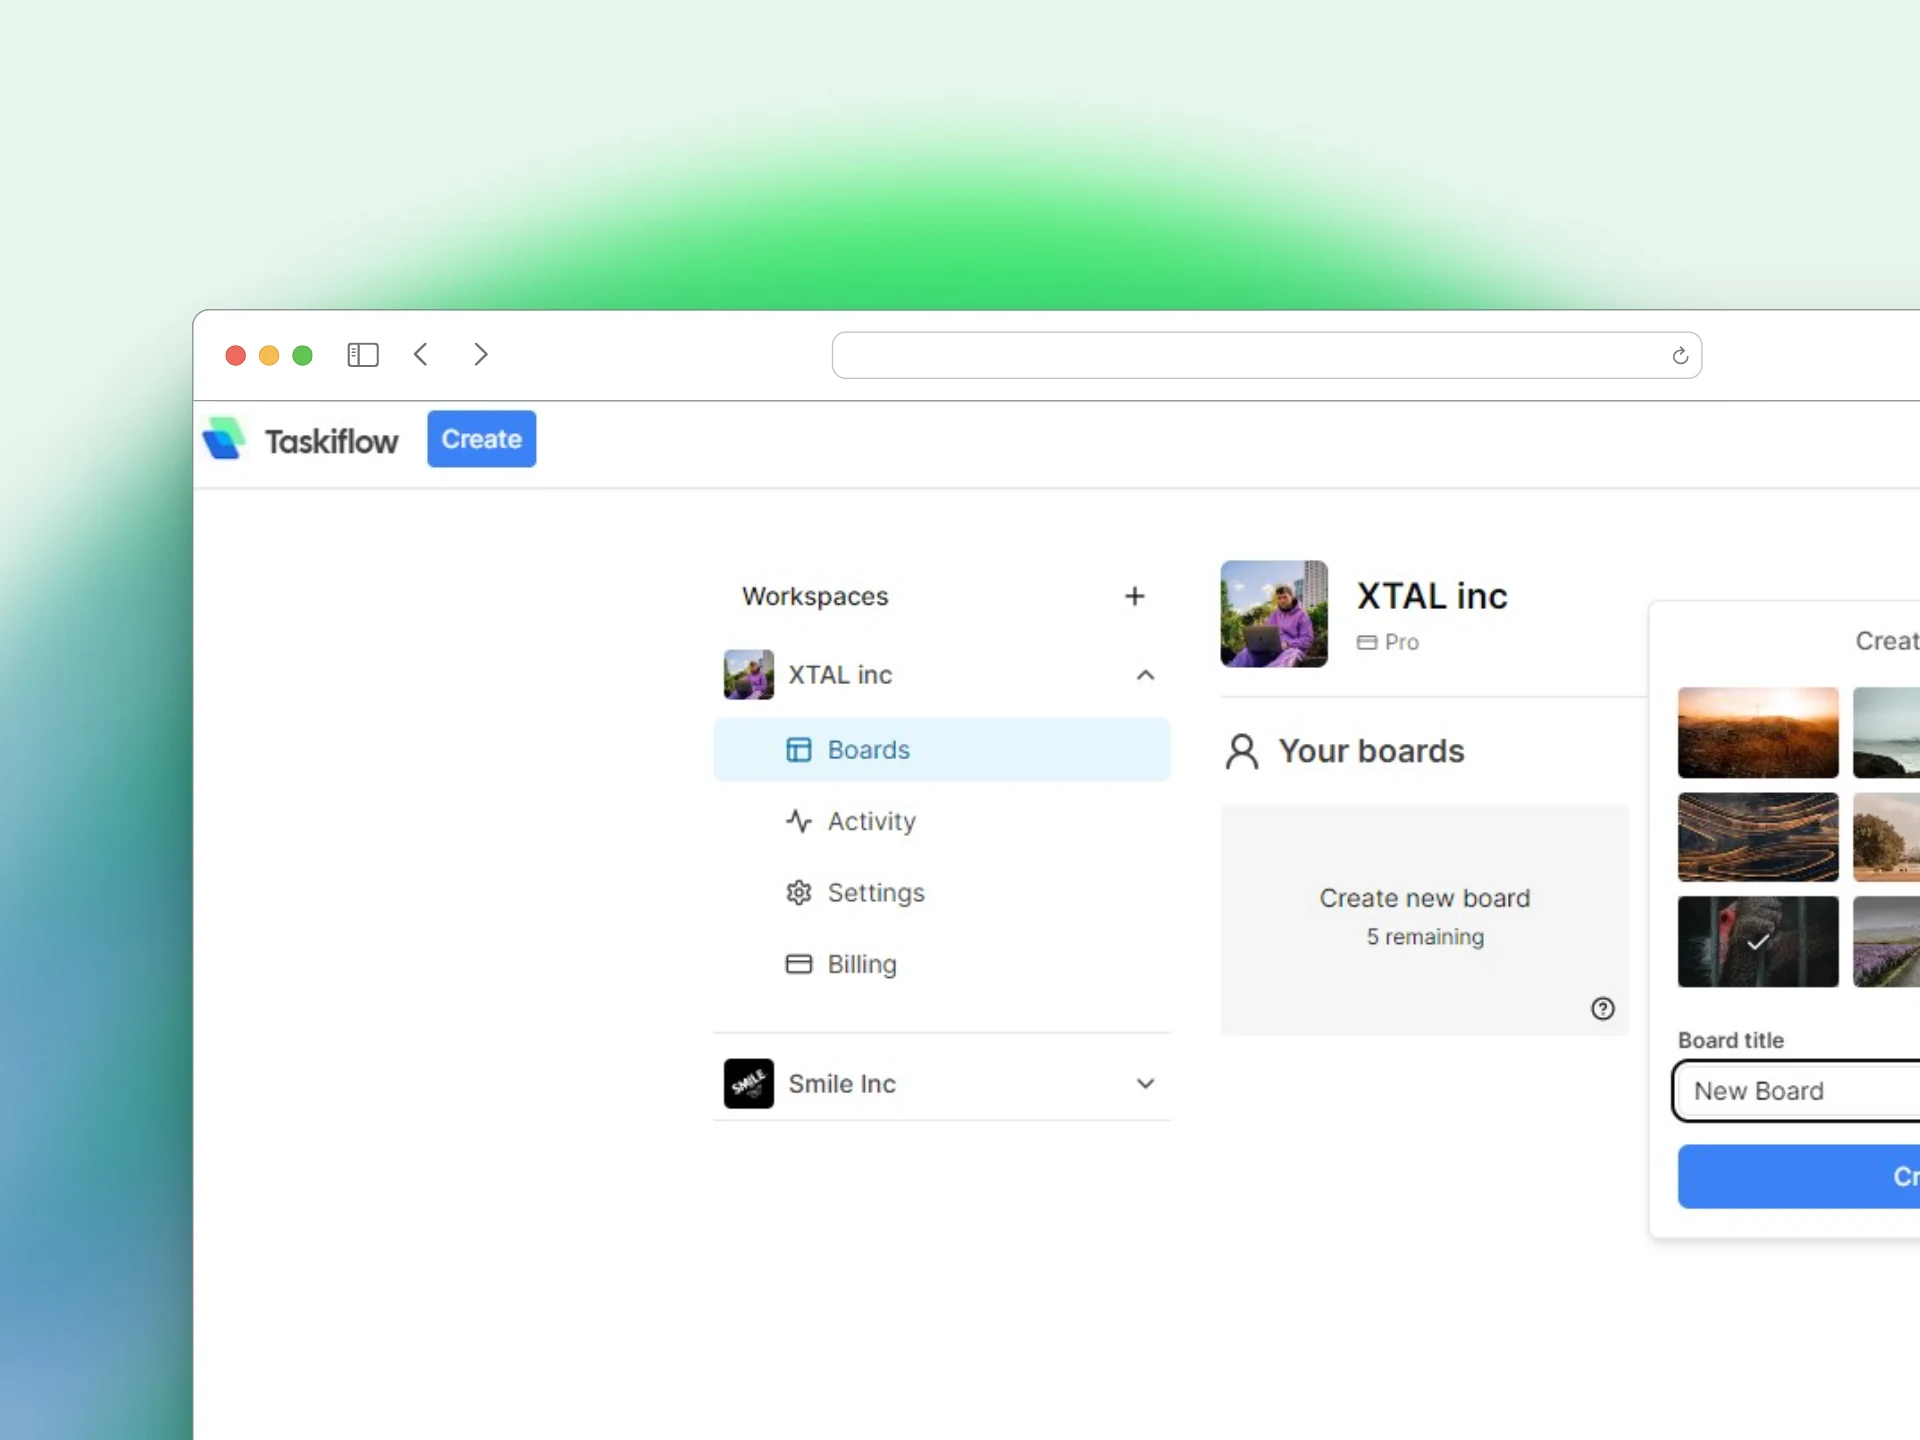 Taskiflow
Create
Workspaces
XTAL inc
Boards
Activity
Settings
Billing
SMILE
Smile Inc
XTAL inc
Pro
Your boards
Create new board
5 remaining
Creat
Board title
New Board
Cr